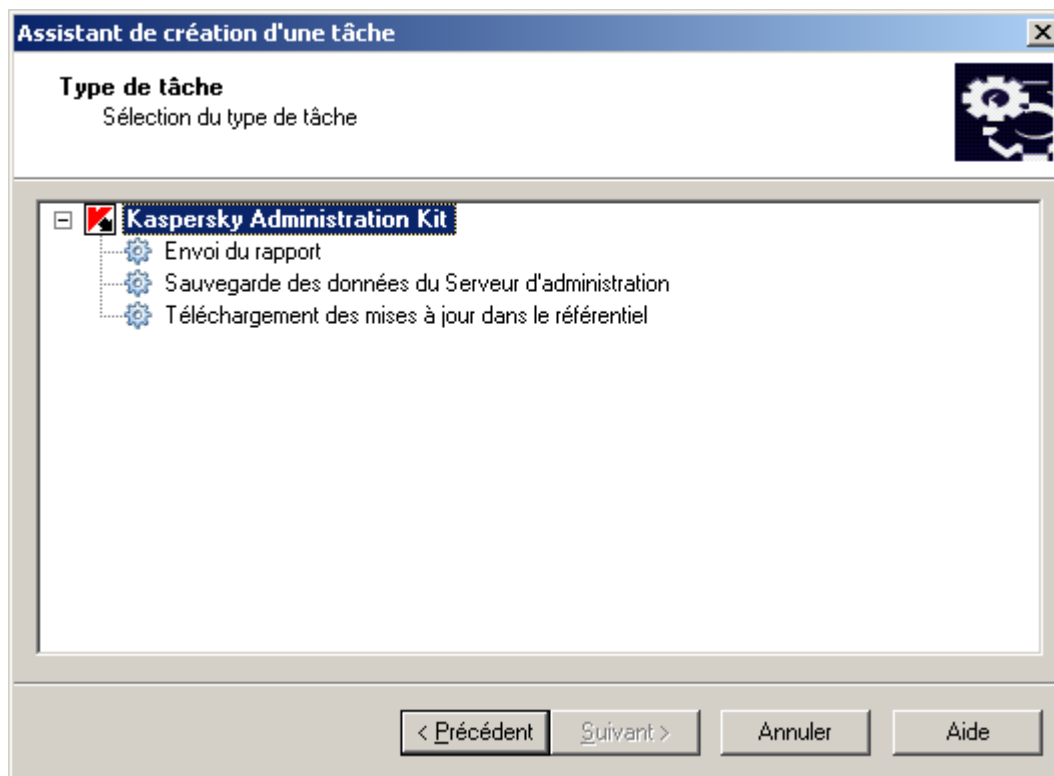 Assistant de création d'une tâche
Type de tâche
Sélection du type de tâche
Kaspersky Administration Kit
Envoi du rapport
Sauvegarde des données du Serveur d'administration
Téléchargement des mises à jour dans le référentiel
< Précédent
Suivant >
Annuler
Aide